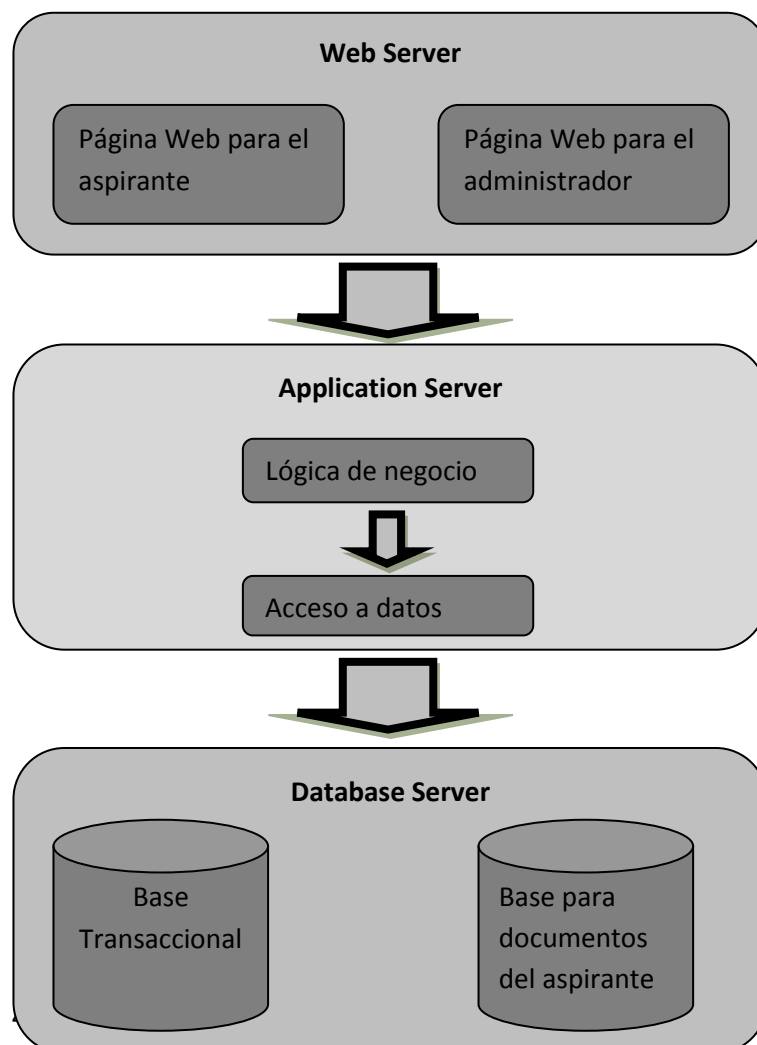 Web Server
Página Web para el
aspirante
Página Web para el
administrador
Application Server
Lógica de negocio
Acceso a datos
Database Server
Base
Transaccional
Base para
documentos
del aspirante